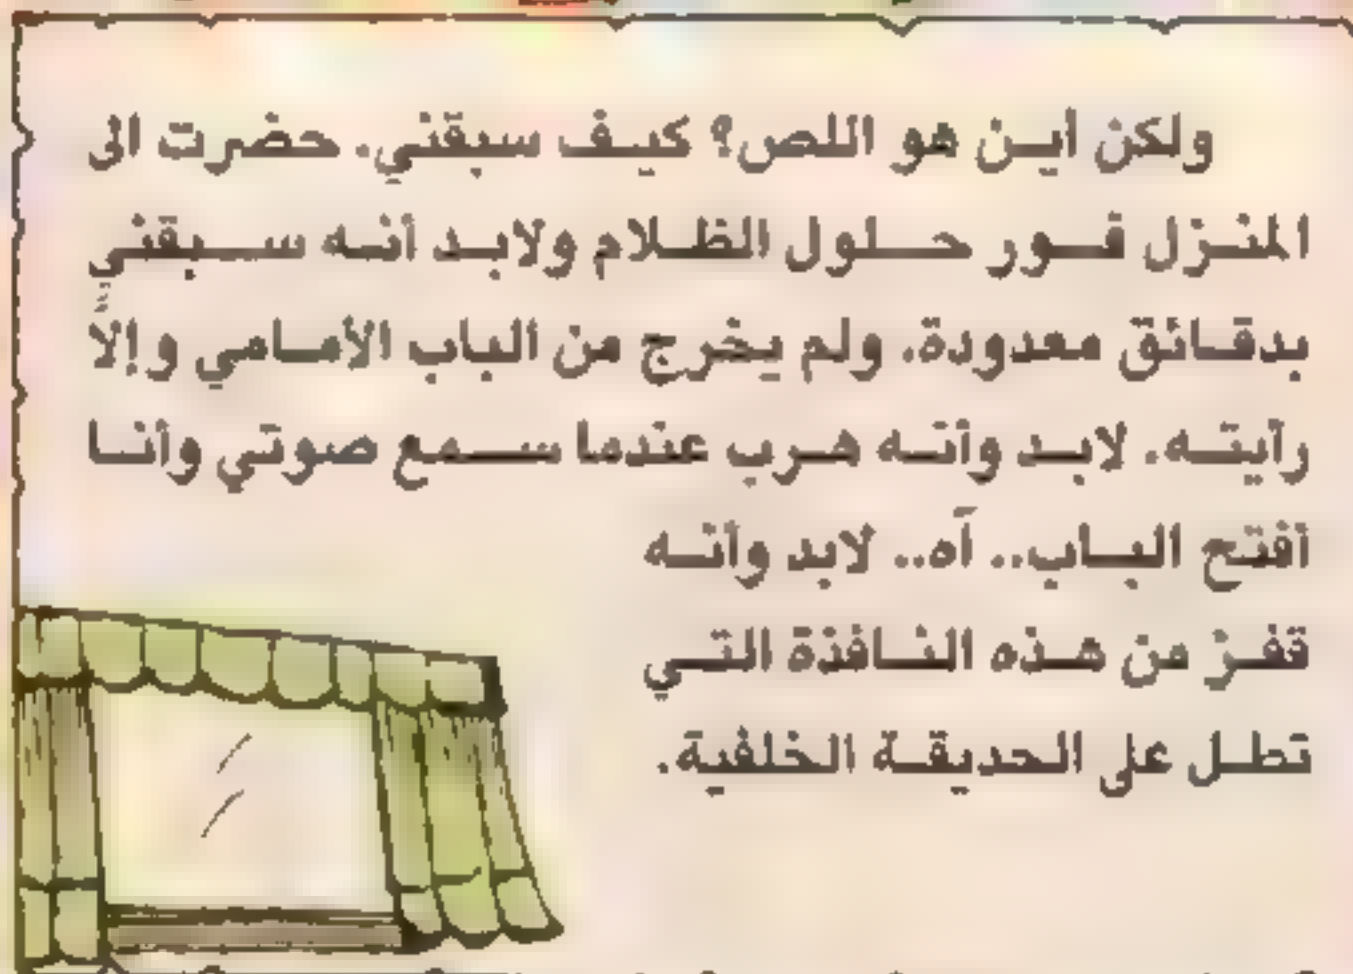 ولكن أين هو اللص؟ كيف سبقني. حضرت الى
المنزل فور حلول الظلام ولابد أنه سبقني
بدقائق معدودة. ولم يخرج من الباب الأمامي وإلاَّ
رأيته. لابد وأنه هرب عندما سمع صوتي وأنا
أفتح الباب.. آه.. لابد وأنه
قفز من هذه النافذة التي
تطل على الحديقة الخلفية.